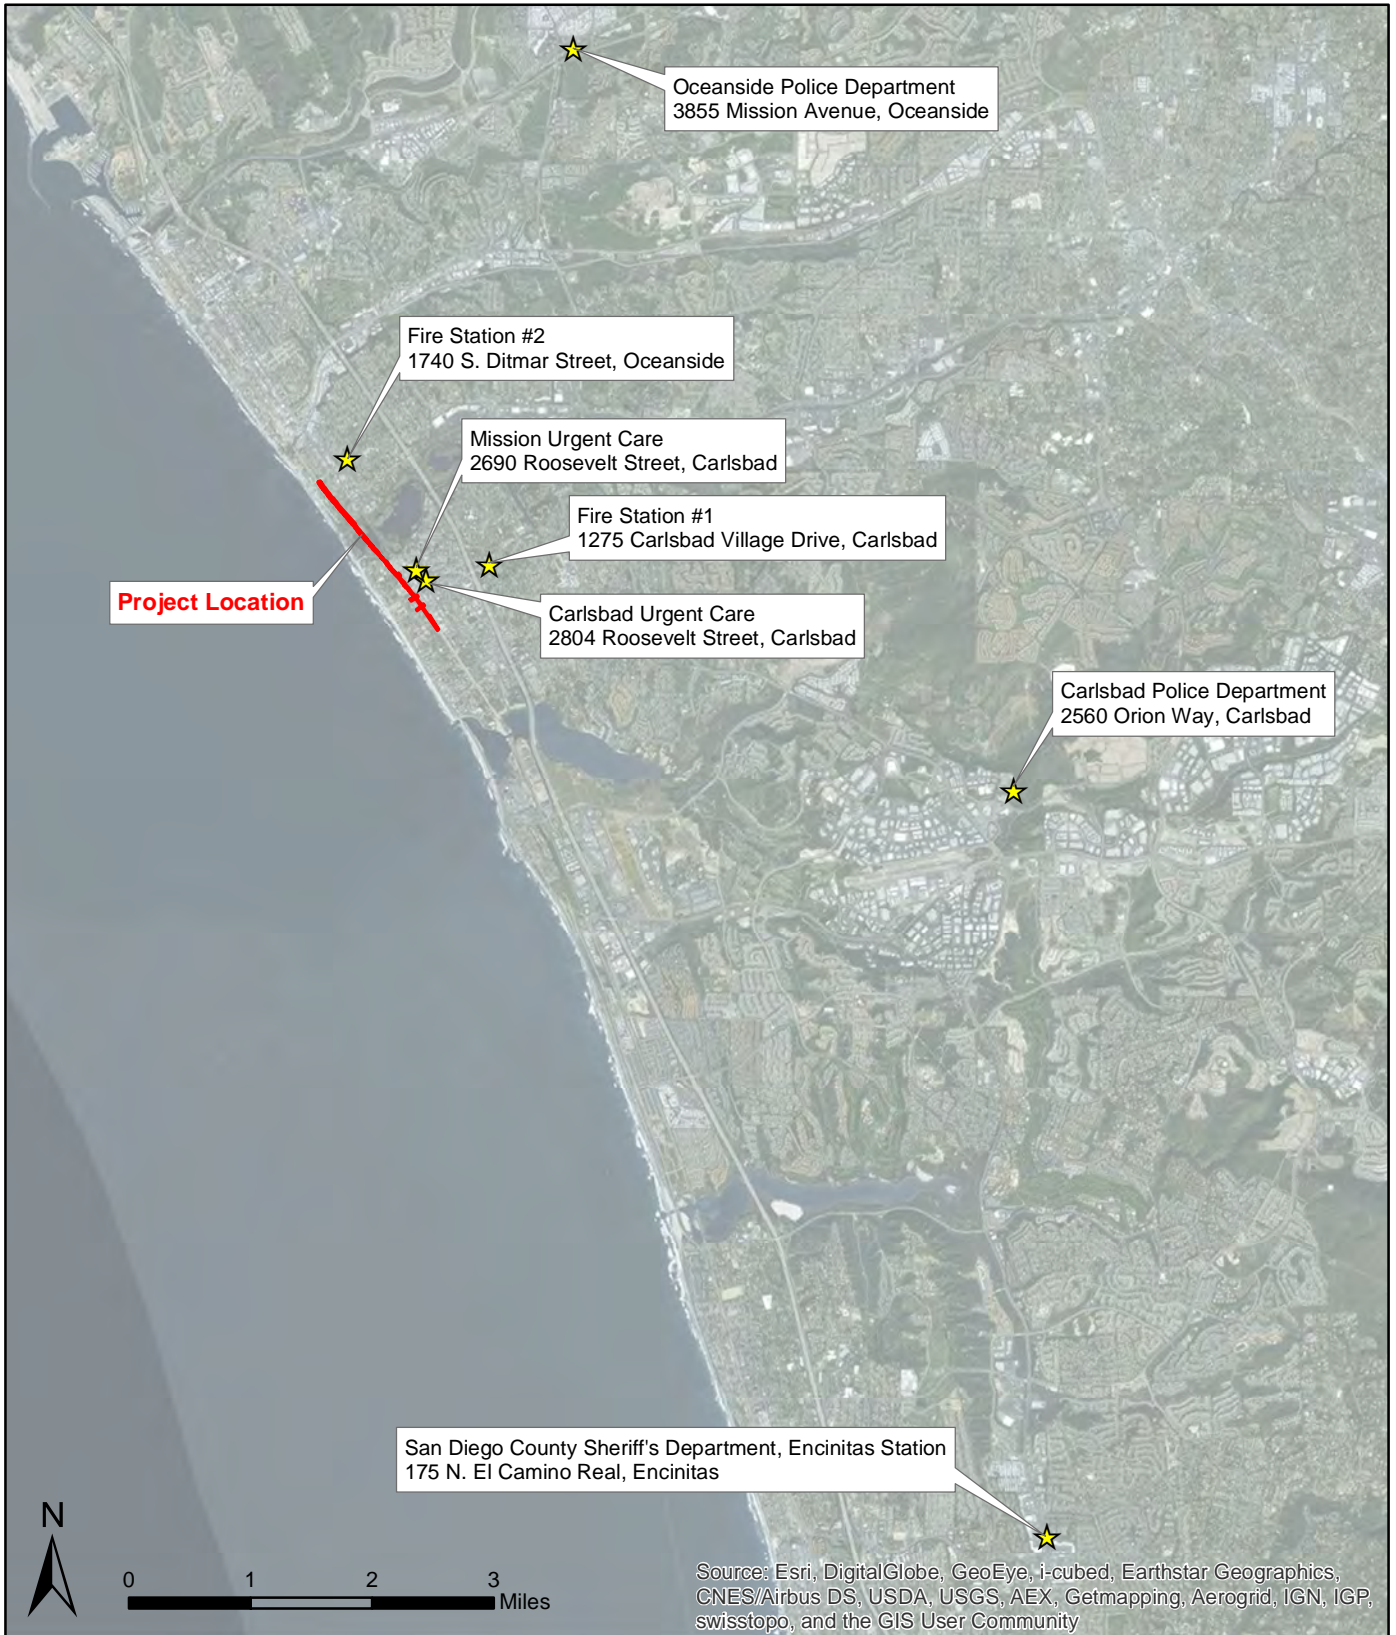 Oceanside Police Department
3855 Mission Avenue, Oceanside
Fire Station #2
1740 S. Ditmar Street, Oceanside
Mission Urgent Care
2690 Roosevelt Street, Carlsbad
Fire Station #1
1275 Carlsbad Village Drive, Carlsbad
Project Location
Carlsbad Urgent Care
2804 Roosevelt Street, Carlsbad
Carlsbad Police Department
2560 Orion Way, Carlsbad
San Diego County Sheriff's Department, Encinitas Station
175 N. El Camino Real, Encinitas
N
0 1 2 3
Miles
Source: Esri, DigitalGlobe, GeoEye, i-cubed, Earthstar Geographics,
CNES/Airbus DS, USDA, USGS, AEX, Getmapping, Aerogrid, IGN, IGP,
swisstopo, and the GIS User Community